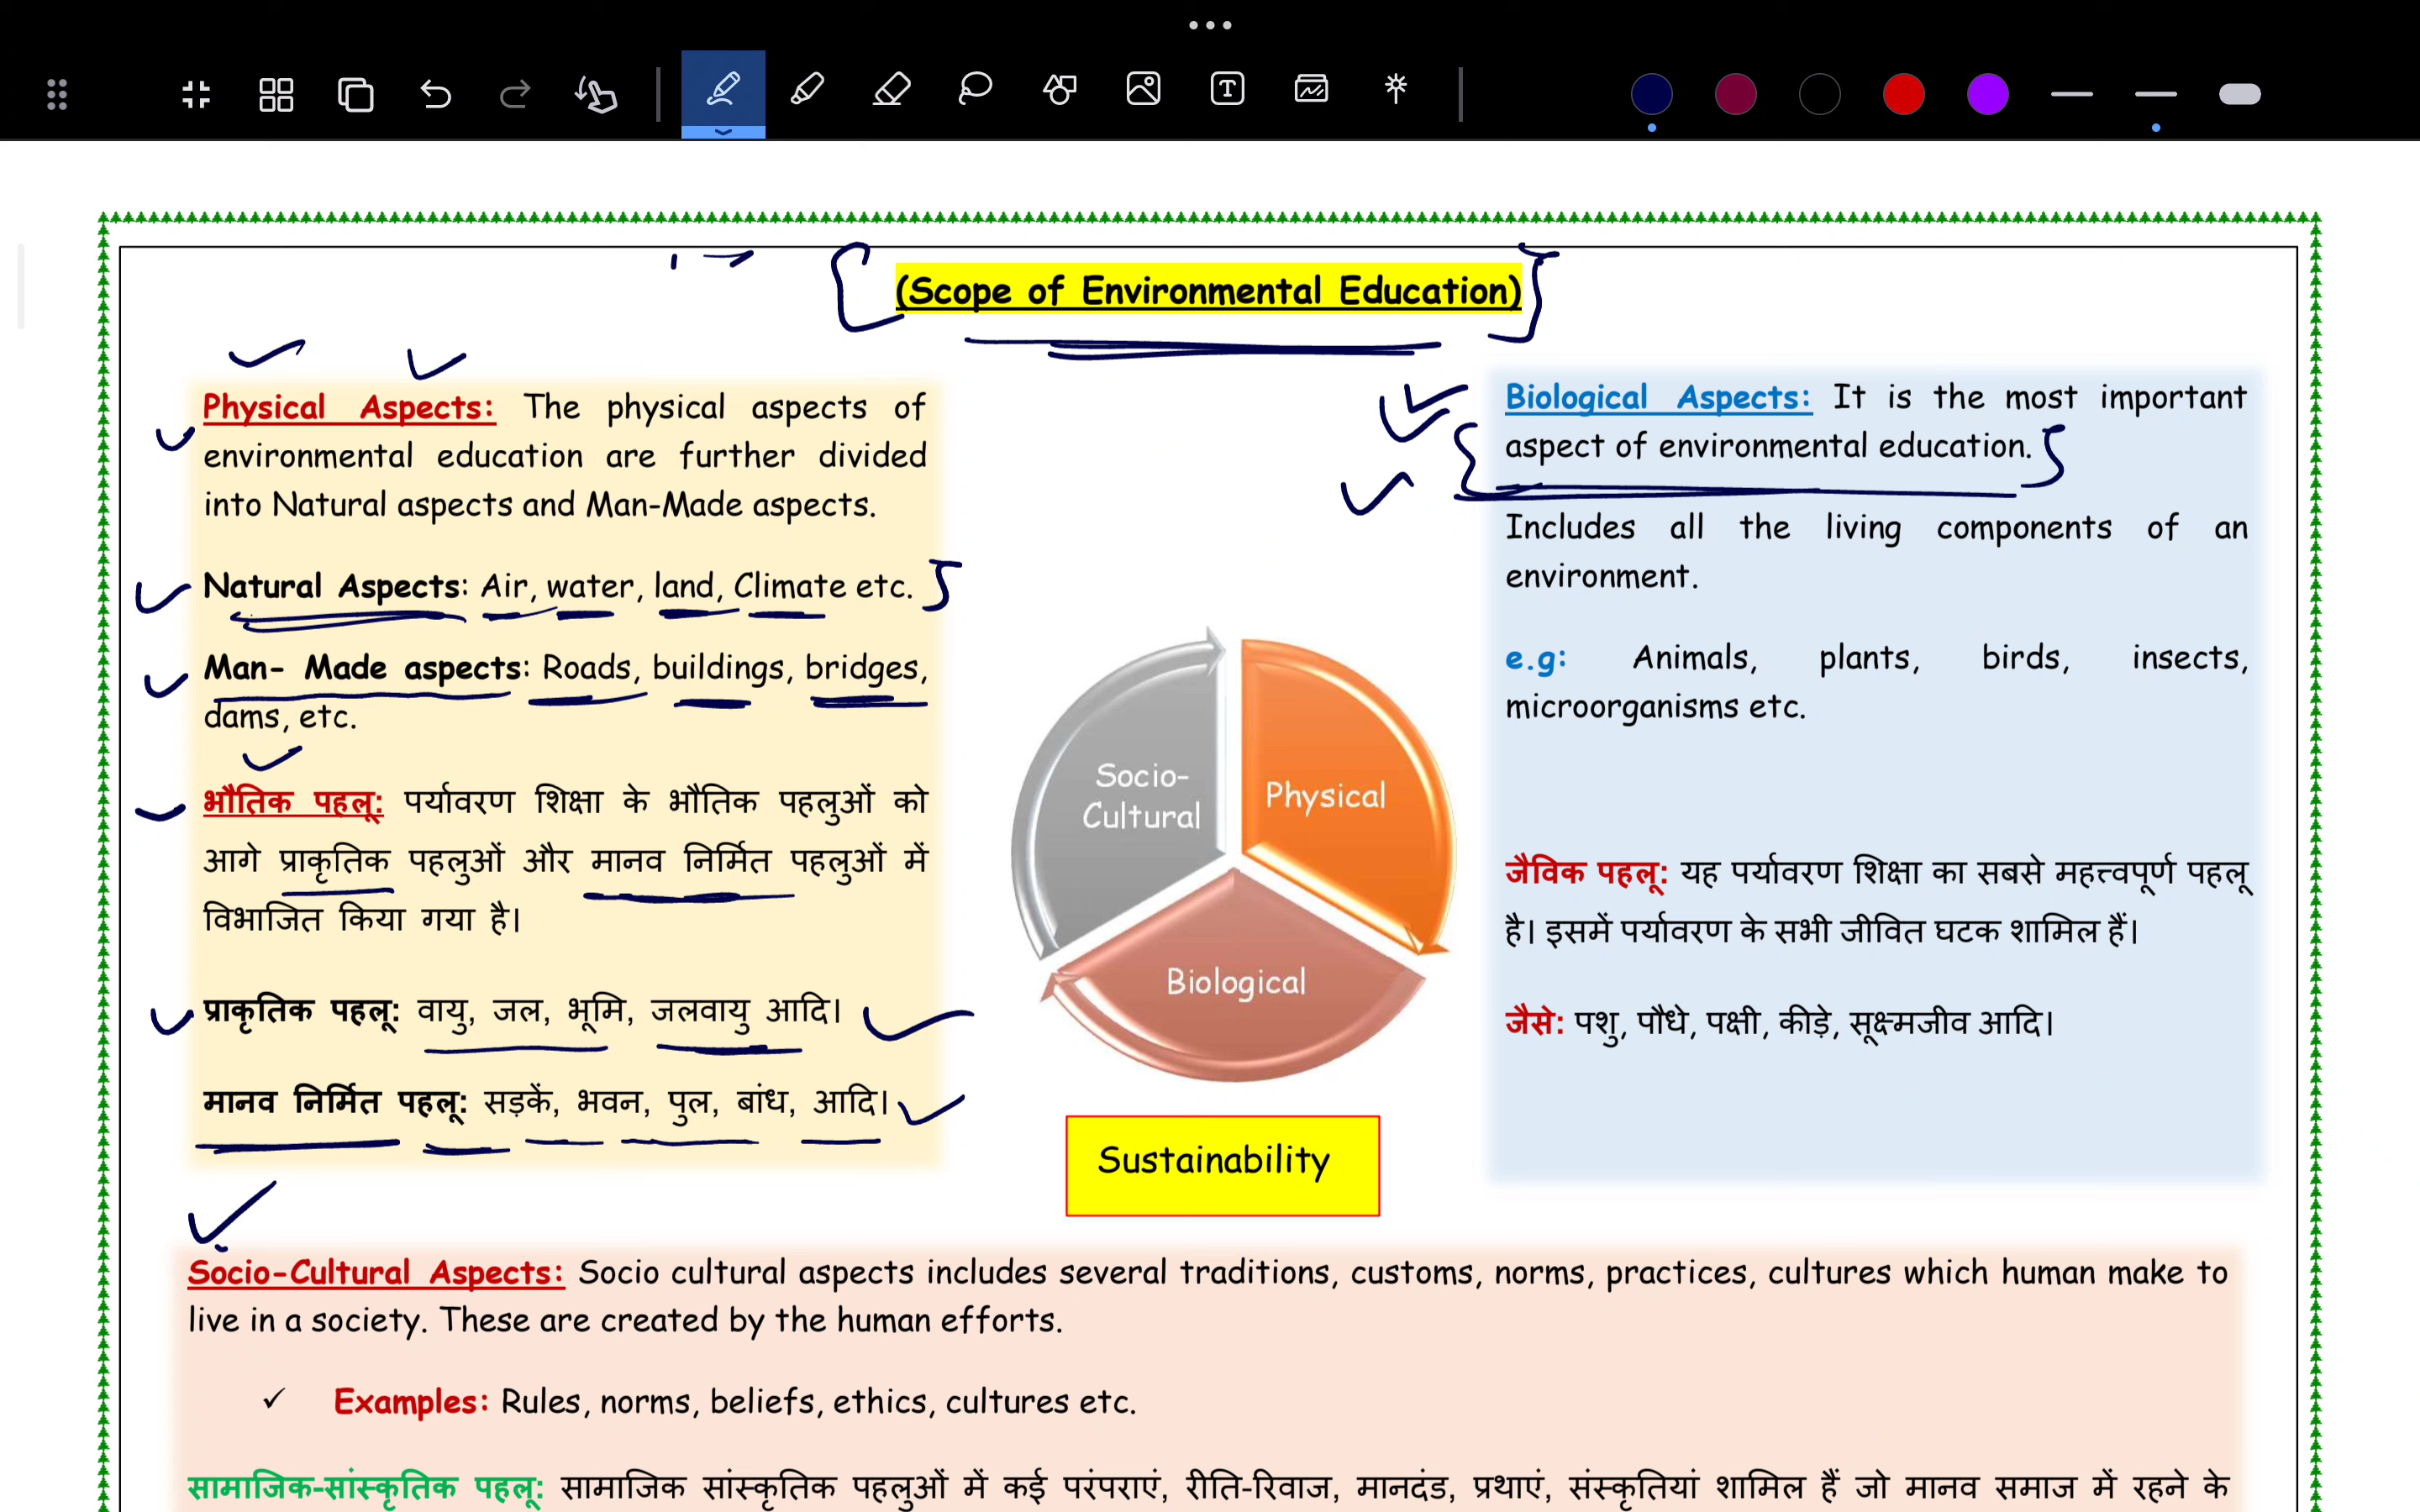 (Scope of Environmental Education)
Physical Aspects: The physical aspects of
environmental education are further divided
into Natural aspects and Man-Made aspects.
Natural Aspects: Air, water, land, Climate etc.
Man- Made aspects: Roads, buildings, bridges,
dams, etc.
भौतिक पहलू: पर्यावरण शिक्षा के भौतिक पहलुओं को
आगे प्राकृतिक पहलुओं और मानव निर्मित पहलुओं में
विभाजित किया गया है।
प्राकृतिक पहलू: वायु, जल, भूमि, जलवायु आदि।
मानव निर्मित पहलू: सड़कें, भवन, पुल, बांध, आदि।
Socio-
Cultural
Physical
Biological
Sustainability
Biological Aspects: It is the most important
aspect of environmental education.
Includes all the living components of an
environment.
e.g: Animals, plants, birds, insects,
microorganisms etc.
जैविक पहलू: यह पर्यावरण शिक्षा का सबसे महत्त्वपूर्ण पहलू
है। इसमें पर्यावरण के सभी जीवित घटक शामिल हैं।
जैसे: पशु, पौधे, पक्षी, कीड़े, सूक्ष्मजीव आदि।
Socio-Cultural Aspects: Socio cultural aspects includes several traditions, customs, norms, practices, cultures which human make to
live in a society. These are created by the human efforts.
✓ Examples: Rules, norms, beliefs, ethics, cultures etc.
सामाजिक-सांस्कृतिक पहलू: सामाजिक सांस्कृतिक पहलुओं में कई परंपराएं, रीति-रिवाज, मानदंड, प्रथाएं, संस्कृतियां शामिल हैं जो मानव समाज में रहने के